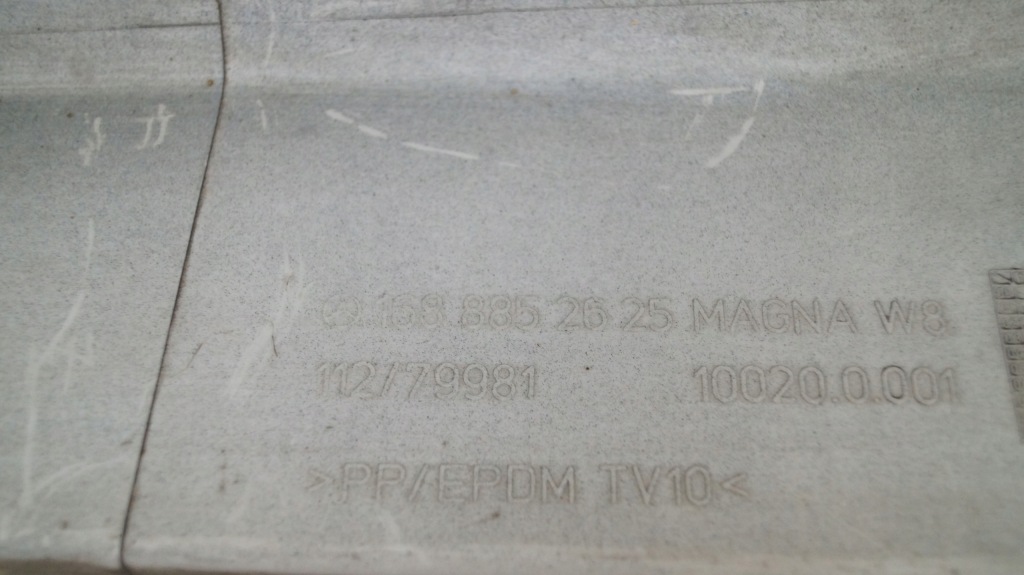 168 885 26 25 MAGNA W8
112/79981 10020.0.001
>PP/EPDM TV10<